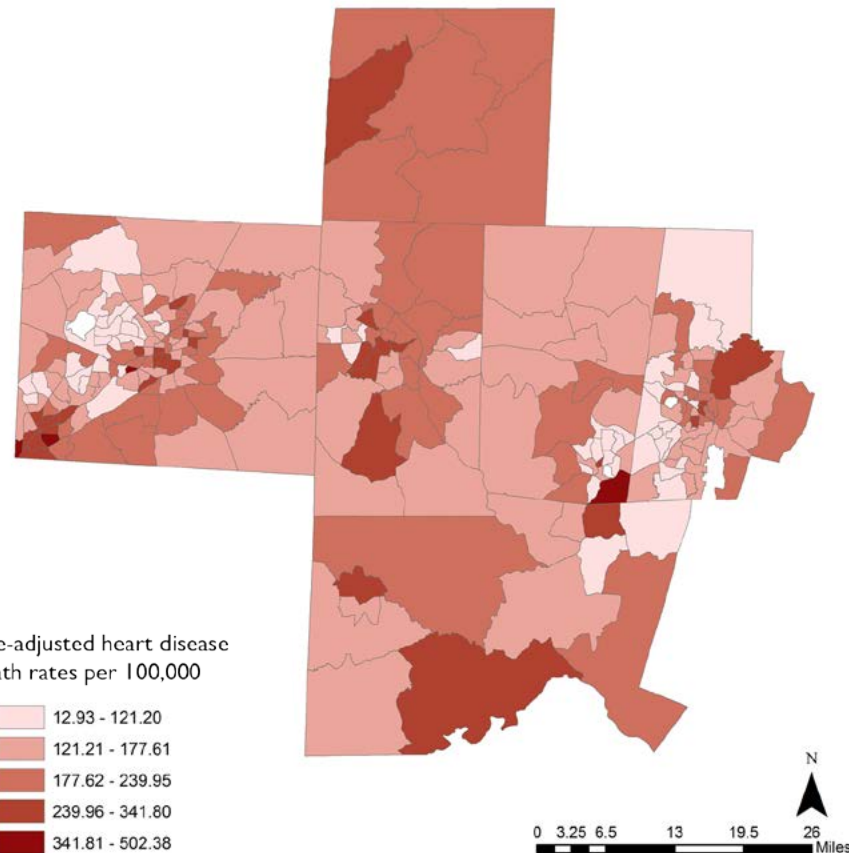 e-adjusted heart disease
ath rates per 100,000
12.93 - 121.20
121.21 - 177.61
177.62 - 239.95
239.96 - 341.80
341.81 - 502.38
N
0 3.25 6.5 13 19.5 26
Miles